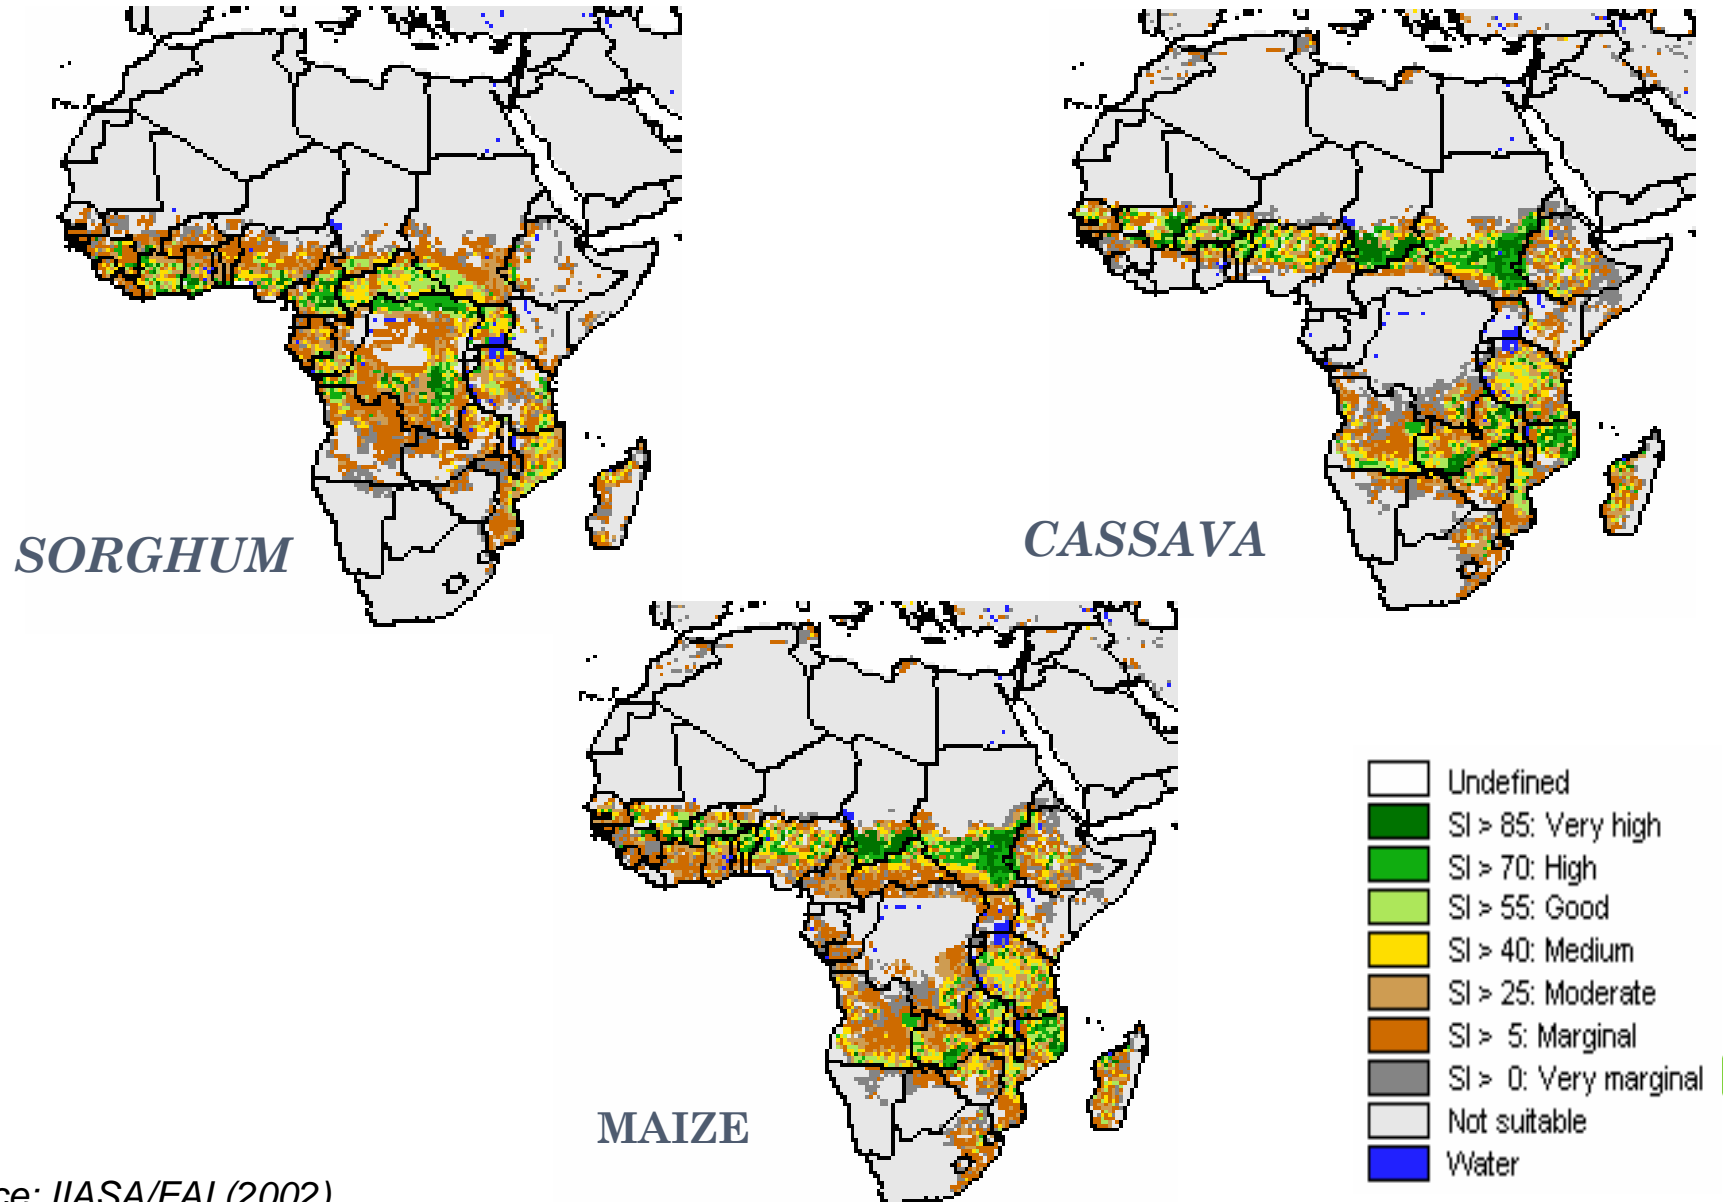 SORGHUM
CASSAVA
MAIZE
Undefined
SI > 85: Very high
SI > 70: High
SI > 55: Good
SI > 40: Medium
SI > 25: Moderate
SI > 5: Marginal
SI > 0: Very marginal
Not suitable
Water
ce: IIASA/FAI (2002)